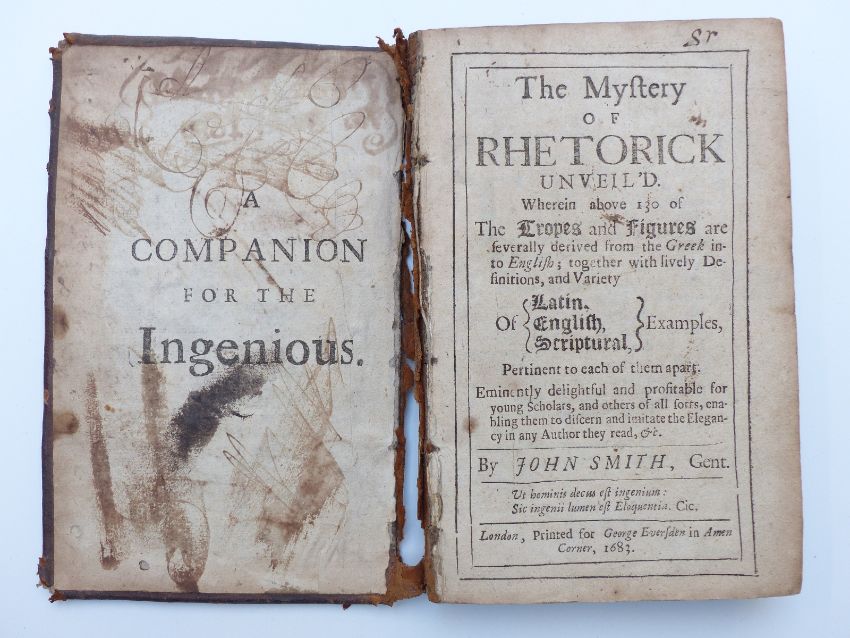 A
COMPANION
FOR THE
Ingenious.
Sr
The Myſtery
OF
RHETORICK
UNVEIL'D.
Wherein above 130 of
The Tropes and Figures are
ſeverally derived from the Greek in-
to Engliſh; together with lively De-
finitions, and Variety
Latin.
Of { Engliſh, } Examples,
Scriptural,
Pertinent to each of them apart.
Eminently delightful and profitable for
young Scholars, and others of all ſorts, ena-
bling them to diſcern and imitate the Elegan-
cy in any Author they read, &c.
By JOHN SMITH, Gent.
Ut hominis decus eſt ingenium:
Sic ingenii lumen eſt Eloquentia. Cic.
London, Printed for George Everſden in Amen
Corner, 1683.